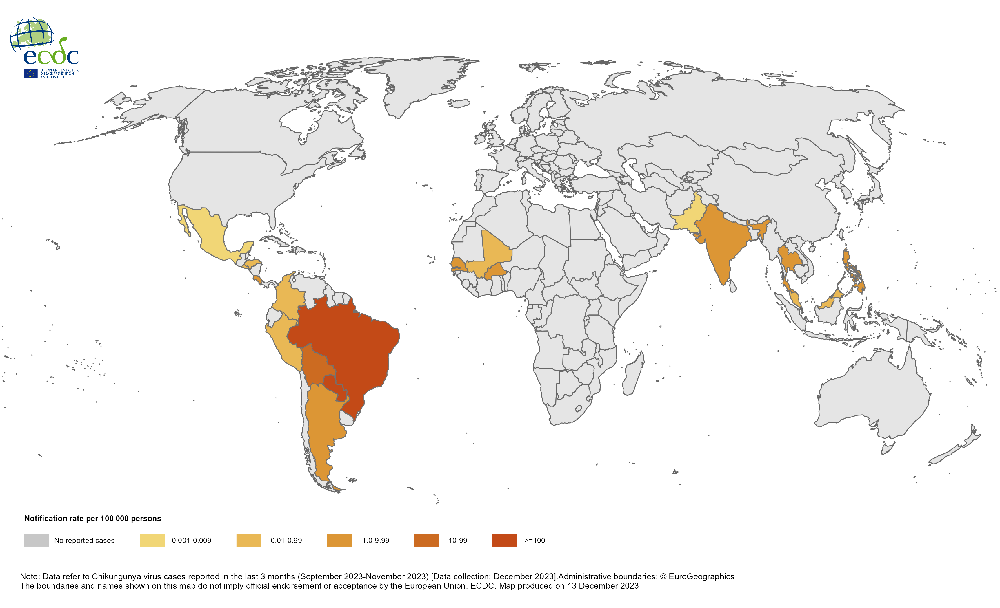 ecdc
EUROPEAN CENTRE FOR
DISEASE PREVENTION
AND CONTROL
Notification rate per 100 000 persons
No reported cases
0.001-0.009
0.01-0.99
1.0-9.99
10-99
>=100
Note: Data refer to Chikungunya virus cases reported in the last 3 months (September 2023-November 2023) [Data collection: December 2023].Administrative boundaries: © EuroGeographics
The boundaries and names shown on this map do not imply official endorsement or acceptance by the European Union. ECDC. Map produced on 13 December 2023